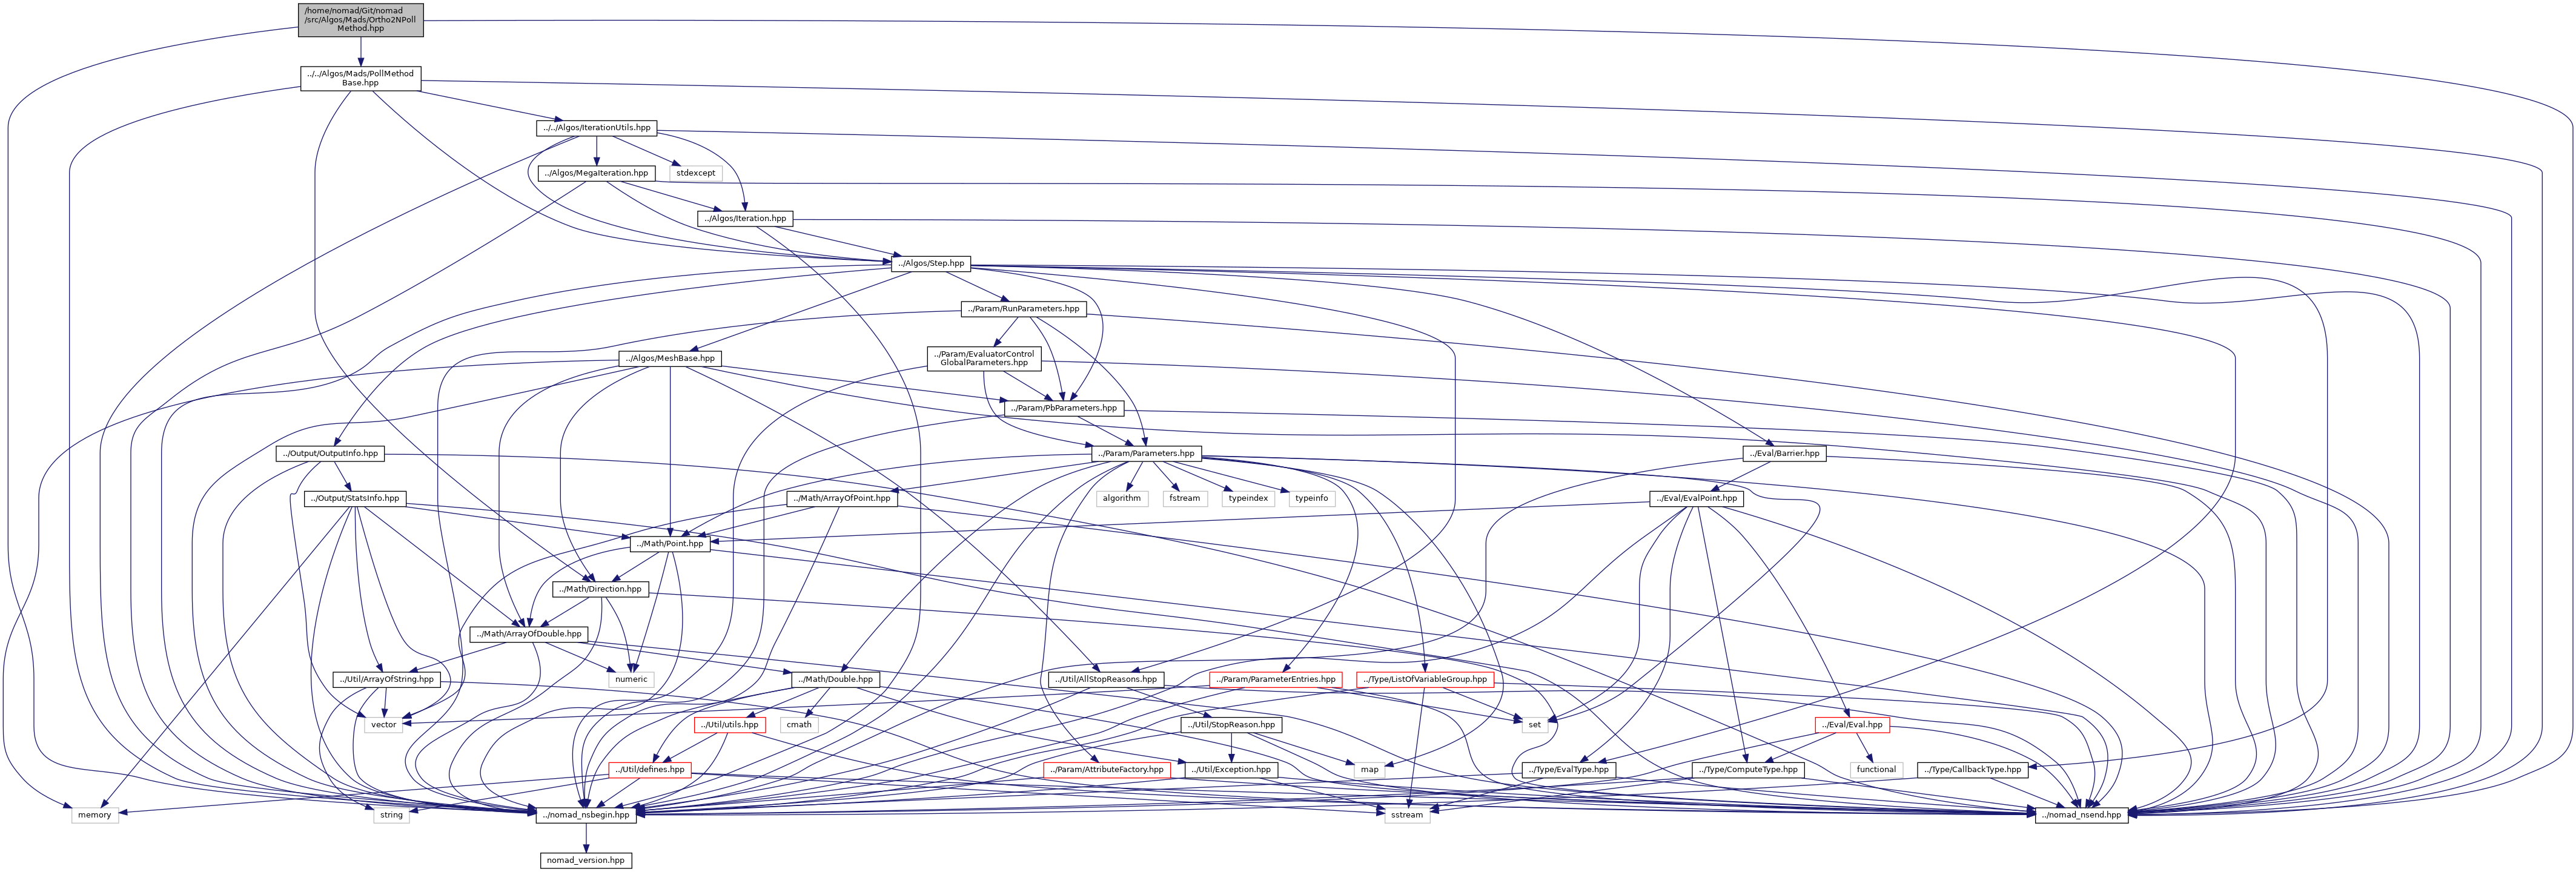 /home/nomad/Git/nomad
/src/Algos/Mads/Ortho2NPoll
Method.hpp
../../Algos/Mads/PollMethod
Base.hpp
../../Algos/IterationUtils.hpp
../Algos/MegaIteration.hpp
stdexcept
../Algos/Iteration.hpp
../Algos/Step.hpp
../Param/RunParameters.hpp
../Algos/MeshBase.hpp
../Param/EvaluatorControl
GlobalParameters.hpp
../Param/PbParameters.hpp
../Output/OutputInfo.hpp
../Param/Parameters.hpp
../Eval/Barrier.hpp
../Output/StatsInfo.hpp
../Math/ArrayOfPoint.hpp
algorithm
fstream
typeindex
typeinfo
../Eval/EvalPoint.hpp
../Math/Point.hpp
../Math/Direction.hpp
../Math/ArrayOfDouble.hpp
../Util/ArrayOfString.hpp
numeric
../Math/Double.hpp
../Util/AllStopReasons.hpp
../Param/ParameterEntries.hpp
../Type/ListOfVariableGroup.hpp
vector
../Util/utils.hpp
cmath
../Util/StopReason.hpp
set
../Eval/Eval.hpp
../Util/defines.hpp
../Param/AttributeFactory.hpp
../Util/Exception.hpp
map
../Type/EvalType.hpp
../Type/ComputeType.hpp
functional
../Type/CallbackType.hpp
memory
string
../nomad_nsbegin.hpp
sstream
../nomad_nsend.hpp
nomad_version.hpp